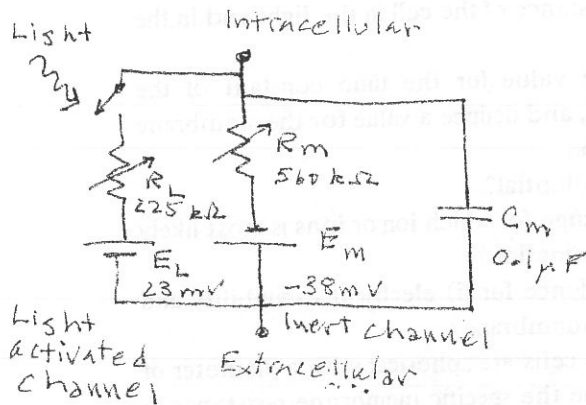 Intracellular
Light
Rm
560 kΩ
RL
225 kΩ
Cm
0.1 μF
EL
23 mV
Em
-38 mV
Inert Channel
Light
activated
Channel
Extracellular